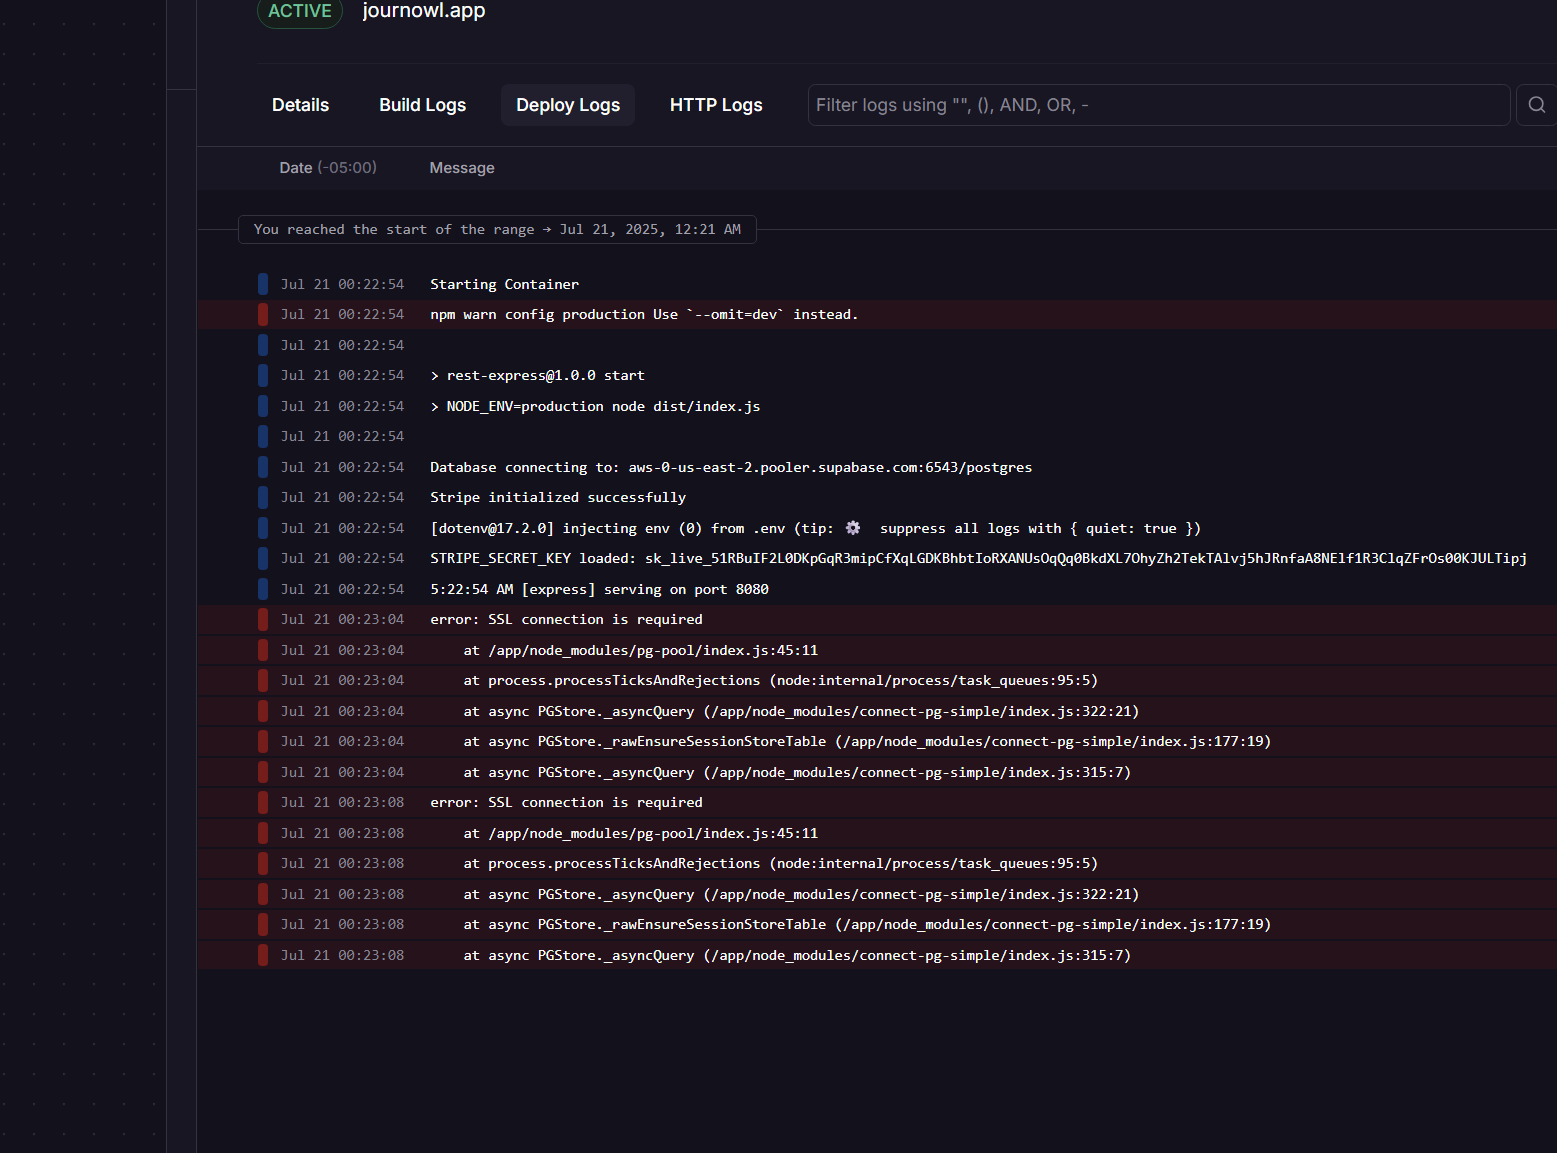 ACTIVE journowl.app
Details Build Logs Deploy Logs HTTP Logs Filter logs using "", (), AND, OR, -
Date (-05:00) Message
You reached the start of the range → Jul 21, 2025, 12:21 AM
Jul 21 00:22:54 Starting Container
Jul 21 00:22:54 npm warn config production Use `--omit=dev` instead.
Jul 21 00:22:54
Jul 21 00:22:54 > rest-express@1.0.0 start
Jul 21 00:22:54 > NODE_ENV=production node dist/index.js
Jul 21 00:22:54
Jul 21 00:22:54 Database connecting to: aws-0-us-east-2.pooler.supabase.com:6543/postgres
Jul 21 00:22:54 Stripe initialized successfully
Jul 21 00:22:54 [dotenv@17.2.0] injecting env (0) from .env (tip: ⚙ suppress all logs with { quiet: true })
Jul 21 00:22:54 STRIPE_SECRET_KEY loaded:
Jul 21 00:22:54 5:22:54 AM [express] serving on port 8080
Jul 21 00:23:04 error: SSL connection is required
Jul 21 00:23:04 at /app/node_modules/pg-pool/index.js:45:11
Jul 21 00:23:04 at process.processTicksAndRejections (node:internal/process/task_queues:95:5)
Jul 21 00:23:04 at async PGStore._asyncQuery (/app/node_modules/connect-pg-simple/index.js:322:21)
Jul 21 00:23:04 at async PGStore._rawEnsureSessionStoreTable (/app/node_modules/connect-pg-simple/index.js:177:19)
Jul 21 00:23:04 at async PGStore._asyncQuery (/app/node_modules/connect-pg-simple/index.js:315:7)
Jul 21 00:23:08 error: SSL connection is required
Jul 21 00:23:08 at /app/node_modules/pg-pool/index.js:45:11
Jul 21 00:23:08 at process.processTicksAndRejections (node:internal/process/task_queues:95:5)
Jul 21 00:23:08 at async PGStore._asyncQuery (/app/node_modules/connect-pg-simple/index.js:322:21)
Jul 21 00:23:08 at async PGStore._rawEnsureSessionStoreTable (/app/node_modules/connect-pg-simple/index.js:177:19)
Jul 21 00:23:08 at async PGStore._asyncQuery (/app/node_modules/connect-pg-simple/index.js:315:7)